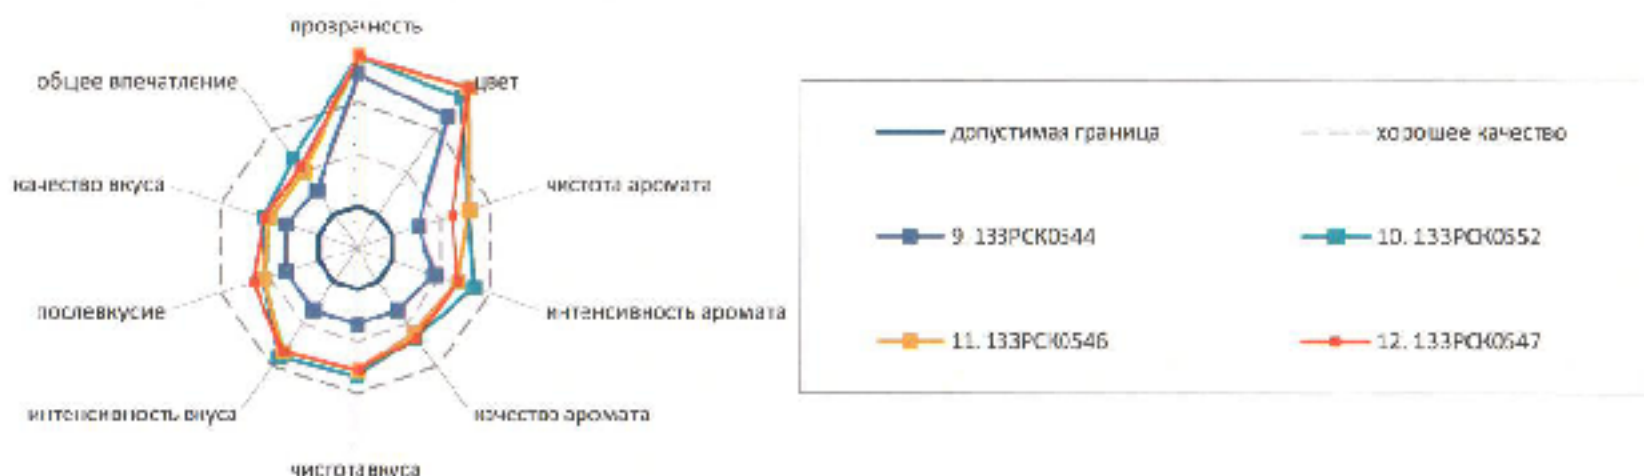 прозрачность
общее впечатление
цвет
качество вкуса
чистота аромата
послевкусие
интенсивность аромата
интенсивность вкуса
качество аромата
чистота вкуса
допустимая граница
хорошее качество
9. 133РСК0544
10. 133РСК0552
11. 133РСК0546
12. 133РСК0547